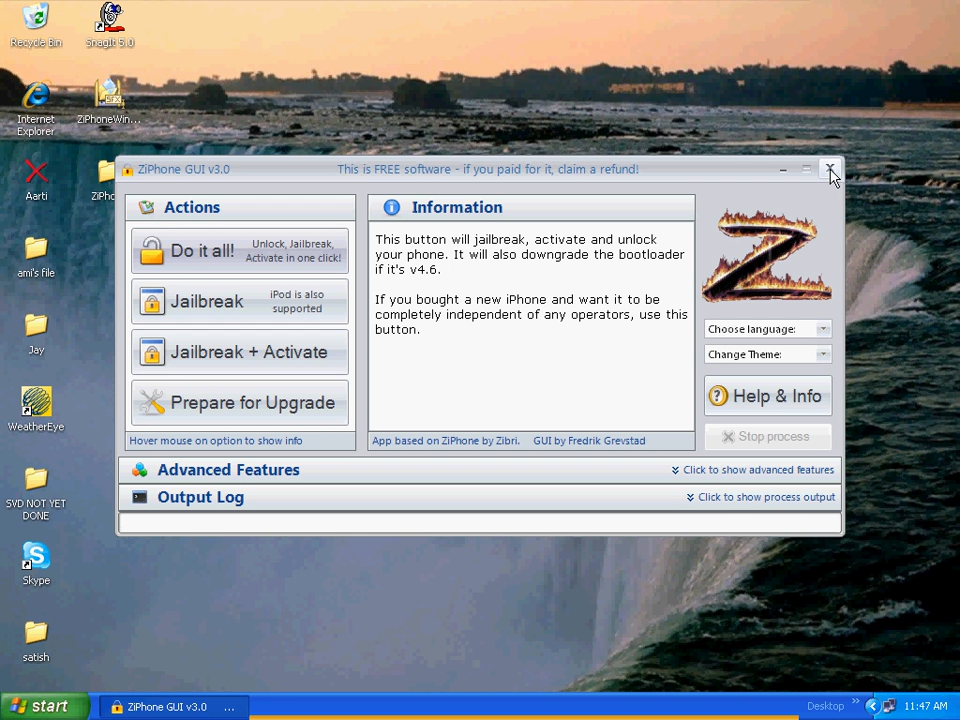 Recycle Bin
SnagIt 5.0
Internet
Explorer
ZiPhoneWin...
Aarti
ZiPho
ami's file
Jay
WeatherEye
SVD NOT YET
DONE
Skype
satish
ZiPhone GUI v3.0
This is FREE software - if you paid for it, claim a refund!
Actions
Do it all!
Unlock, Jailbreak,
Activate in one click!
Jailbreak
iPod is also
supported
Jailbreak + Activate
Prepare for Upgrade
Hover mouse on option to show info
Information
This button will jailbreak, activate and unlock
your phone. It will also downgrade the bootloader
if it's v4.6.
If you bought a new iPhone and want it to be
completely independent of any operators, use this
button.
App based on ZiPhone by Zibri. GUI by Fredrik Grevstad
Z
Choose language:
Change Theme:
Help & Info
Stop process
Advanced Features
Click to show advanced features
Output Log
Click to show process output
start
ZiPhone GUI v3.0 ...
Desktop
11:47 AM